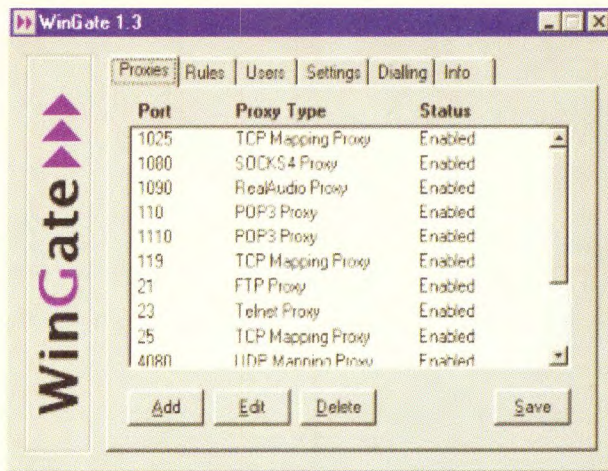 WinGate 1.3
Proxies Rules Users Settings Dialling Info
Port Proxy Type Status
1025 TCP Mapping Proxy Enabled
1080 SOCKS4 Proxy Enabled
1090 RealAudio Proxy Enabled
110 POP3 Proxy Enabled
1110 POP3 Proxy Enabled
119 TCP Mapping Proxy Enabled
21 FTP Proxy Enabled
23 Telnet Proxy Enabled
25 TCP Mapping Proxy Enabled
4080 UDP Mapping Proxy Enabled
Add Edit Delete Save
WinGate